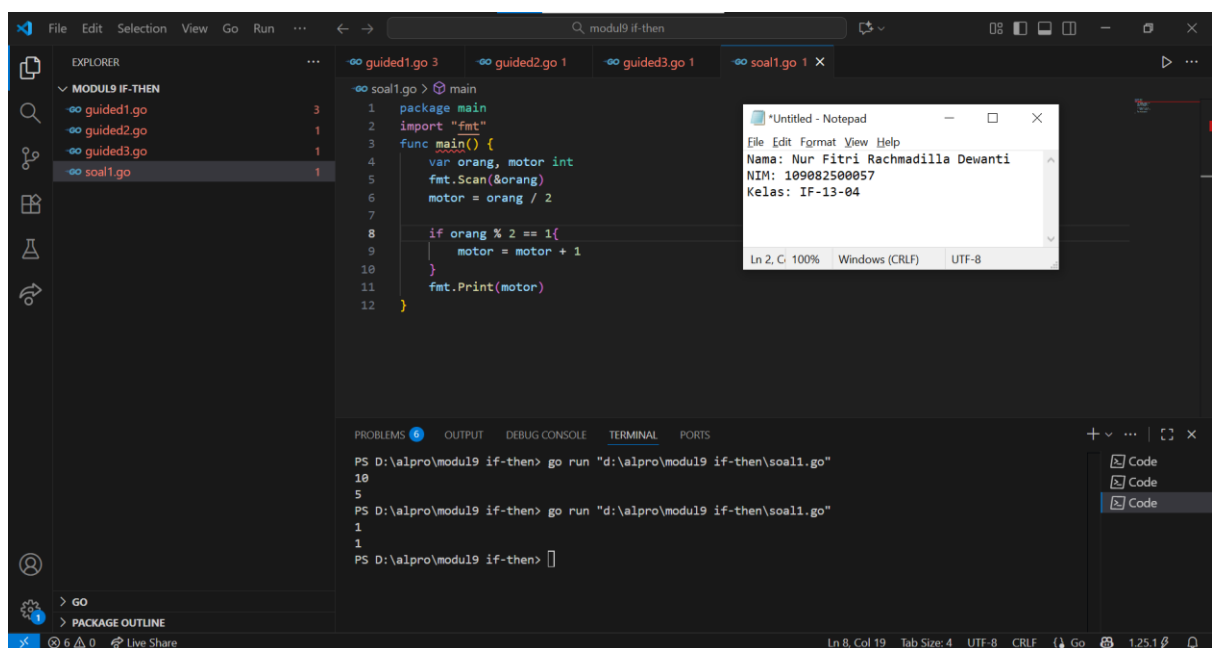 File Edit Selection View Go Run ... modul9 if-then
EXPLORER ...
MODUL9 IF-THEN
guided1.go 3
guided2.go 1
guided3.go 1
soal1.go 1
GO
PACKAGE OUTLINE
guided1.go 3 guided2.go 1 guided3.go 1 soal1.go 1
soal1.go > main
1 package main
2 import "fmt"
3 func main() {
4 var orang, motor int
5 fmt.Scan(&orang)
6 motor = orang / 2
7
8 if orang % 2 == 1{
9 motor = motor + 1
10 }
11 fmt.Print(motor)
12 }
*Untitled - Notepad
File Edit Format View Help
Nama: Nur Fitri Rachmadilla Dewanti
NIM: 109082500057
Kelas: IF-13-04
Ln 2, C 100% Windows (CRLF) UTF-8
PROBLEMS 6 OUTPUT DEBUG CONSOLE TERMINAL PORTS
PS D:\alpro\modul9 if-then> go run "d:\alpro\modul9 if-then\soal1.go"
10
5
PS D:\alpro\modul9 if-then> go run "d:\alpro\modul9 if-then\soal1.go"
1
1
PS D:\alpro\modul9 if-then>
Code
Code
Code
1
6 0 Live Share Ln 8, Col 19 Tab Size: 4 UTF-8 CRLF Go 1.25.1